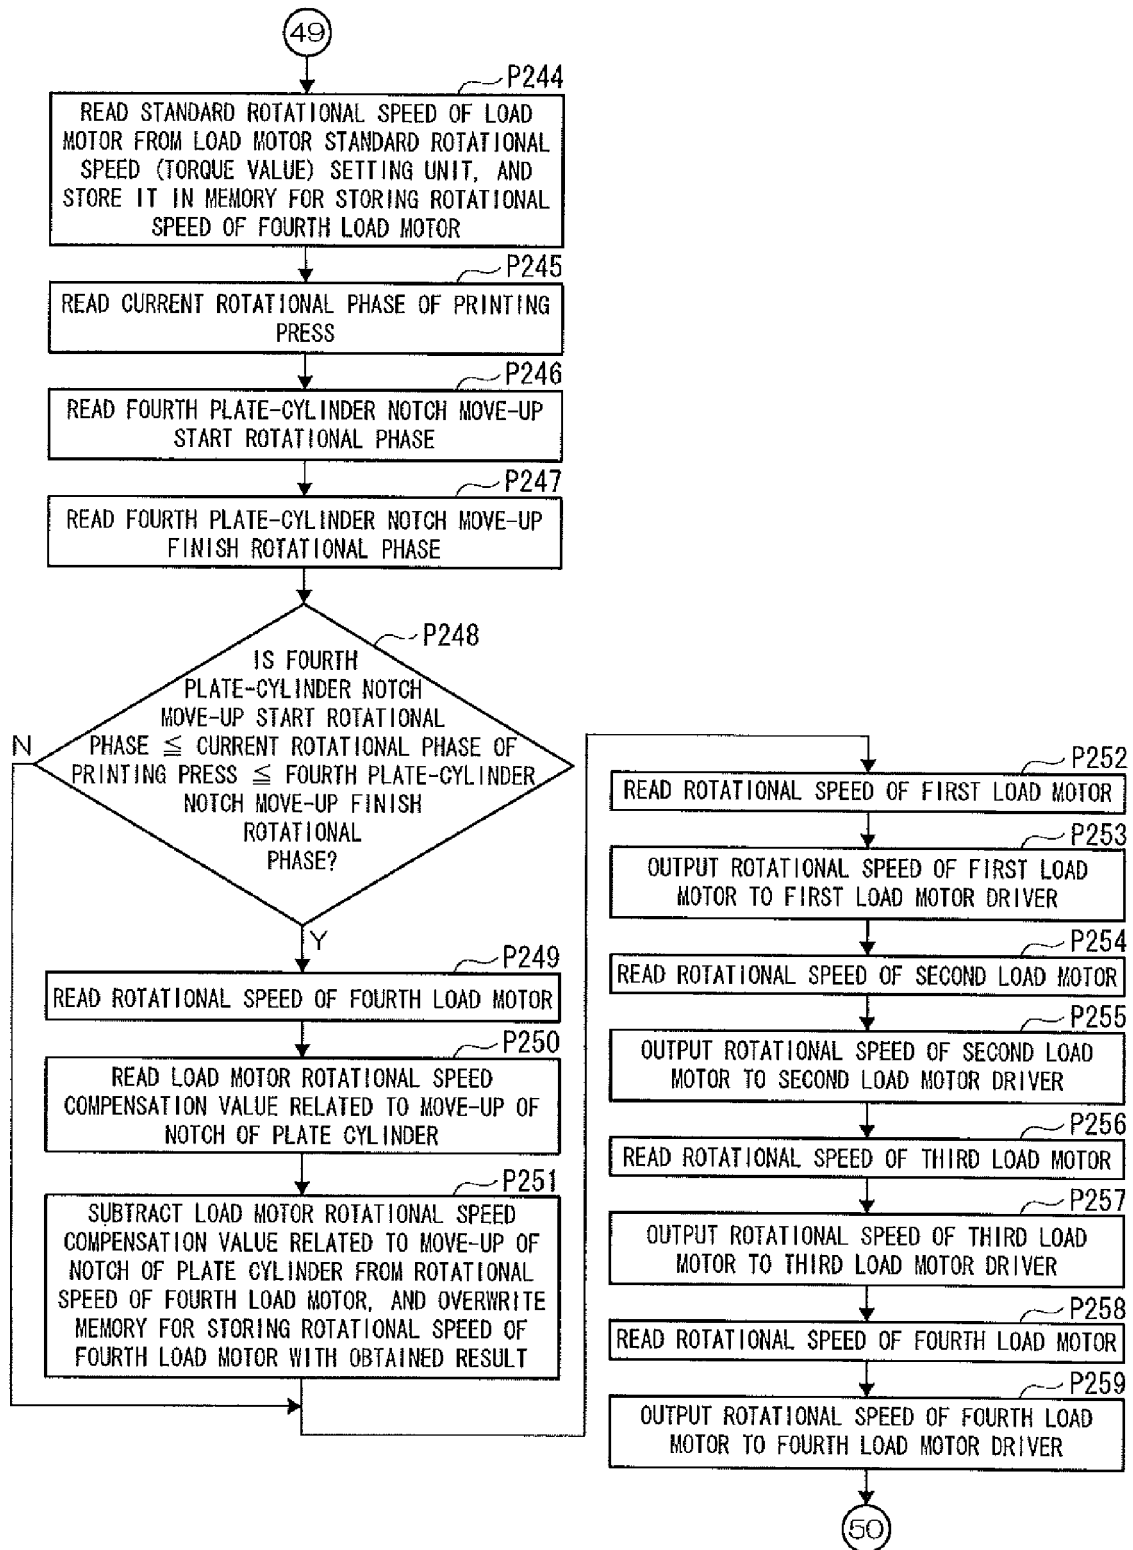 49
P244
READ STANDARD ROTATIONAL SPEED OF LOAD
MOTOR FROM LOAD MOTOR STANDARD ROTATIONAL
SPEED (TORQUE VALUE) SETTING UNIT, AND
STORE IT IN MEMORY FOR STORING ROTATIONAL
SPEED OF FOURTH LOAD MOTOR
P245
READ CURRENT ROTATIONAL PHASE OF PRINTING
PRESS
P246
READ FOURTH PLATE-CYLINDER NOTCH MOVE-UP
START ROTATIONAL PHASE
P247
READ FOURTH PLATE-CYLINDER NOTCH MOVE-UP
FINISH ROTATIONAL PHASE
P248
IS FOURTH
PLATE-CYLINDER NOTCH
MOVE-UP START ROTATIONAL
PHASE ≦ CURRENT ROTATIONAL PHASE OF
PRINTING PRESS ≦ FOURTH PLATE-CYLINDER
NOTCH MOVE-UP FINISH
ROTATIONAL
PHASE?
N
Y
P249
READ ROTATIONAL SPEED OF FOURTH LOAD MOTOR
P250
READ LOAD MOTOR ROTATIONAL SPEED
COMPENSATION VALUE RELATED TO MOVE-UP OF
NOTCH OF PLATE CYLINDER
P251
SUBTRACT LOAD MOTOR ROTATIONAL SPEED
COMPENSATION VALUE RELATED TO MOVE-UP OF
NOTCH OF PLATE CYLINDER FROM ROTATIONAL
SPEED OF FOURTH LOAD MOTOR, AND OVERWRITE
MEMORY FOR STORING ROTATIONAL SPEED OF
FOURTH LOAD MOTOR WITH OBTAINED RESULT
P252
READ ROTATIONAL SPEED OF FIRST LOAD MOTOR
P253
OUTPUT ROTATIONAL SPEED OF FIRST LOAD
MOTOR TO FIRST LOAD MOTOR DRIVER
P254
READ ROTATIONAL SPEED OF SECOND LOAD MOTOR
P255
OUTPUT ROTATIONAL SPEED OF SECOND LOAD
MOTOR TO SECOND LOAD MOTOR DRIVER
P256
READ ROTATIONAL SPEED OF THIRD LOAD MOTOR
P257
OUTPUT ROTATIONAL SPEED OF THIRD LOAD
MOTOR TO THIRD LOAD MOTOR DRIVER
P258
READ ROTATIONAL SPEED OF FOURTH LOAD MOTOR
P259
OUTPUT ROTATIONAL SPEED OF FOURTH LOAD
MOTOR TO FOURTH LOAD MOTOR DRIVER
50